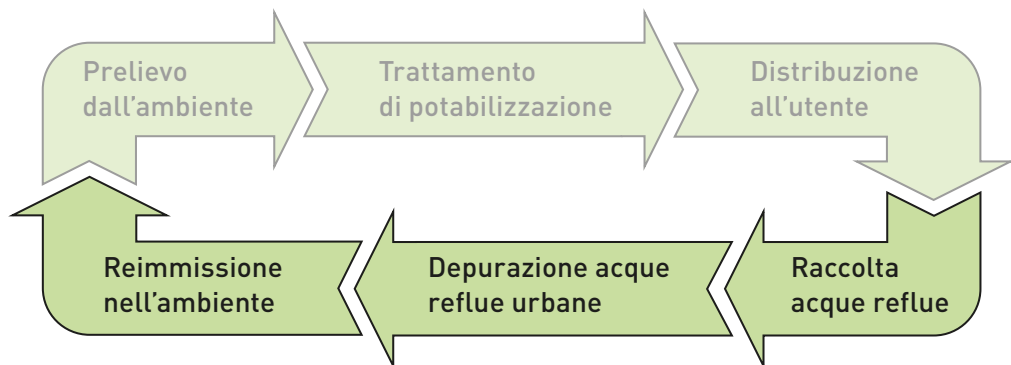 Prelievo
dall’ambiente
Trattamento
di potabilizzazione
Distribuzione
all’utente
Reimmissione
nell’ambiente
Depurazione acque
reflue urbane
Raccolta
acque reflue